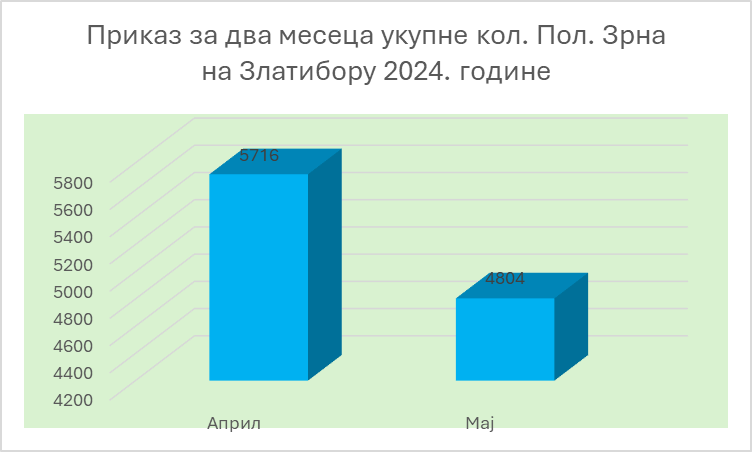 Приказ за два месеца укупне кол. Пол. Зрна
на Златибору 2024. године
5716
5800
5600
5400
5200
4804
5000
4800
4600
4400
4200
Април
Мај